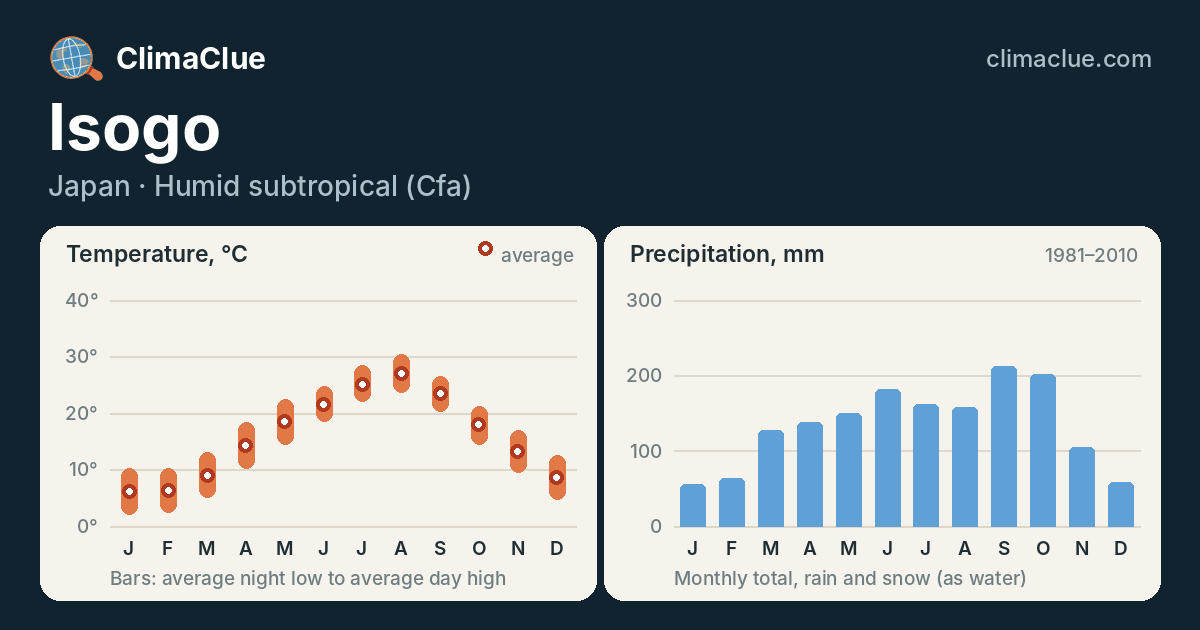 ClimaClue
climaclue.com
Isogo
Japan · Humid subtropical (Cfa)
Temperature, °C
average
40°
30°
20°
10°
0°
J F M A M J J A S O N D
Bars: average night low to average day high
Precipitation, mm
1981–2010
300
200
100
0
J F M A M J J A S O N D
Monthly total, rain and snow (as water)